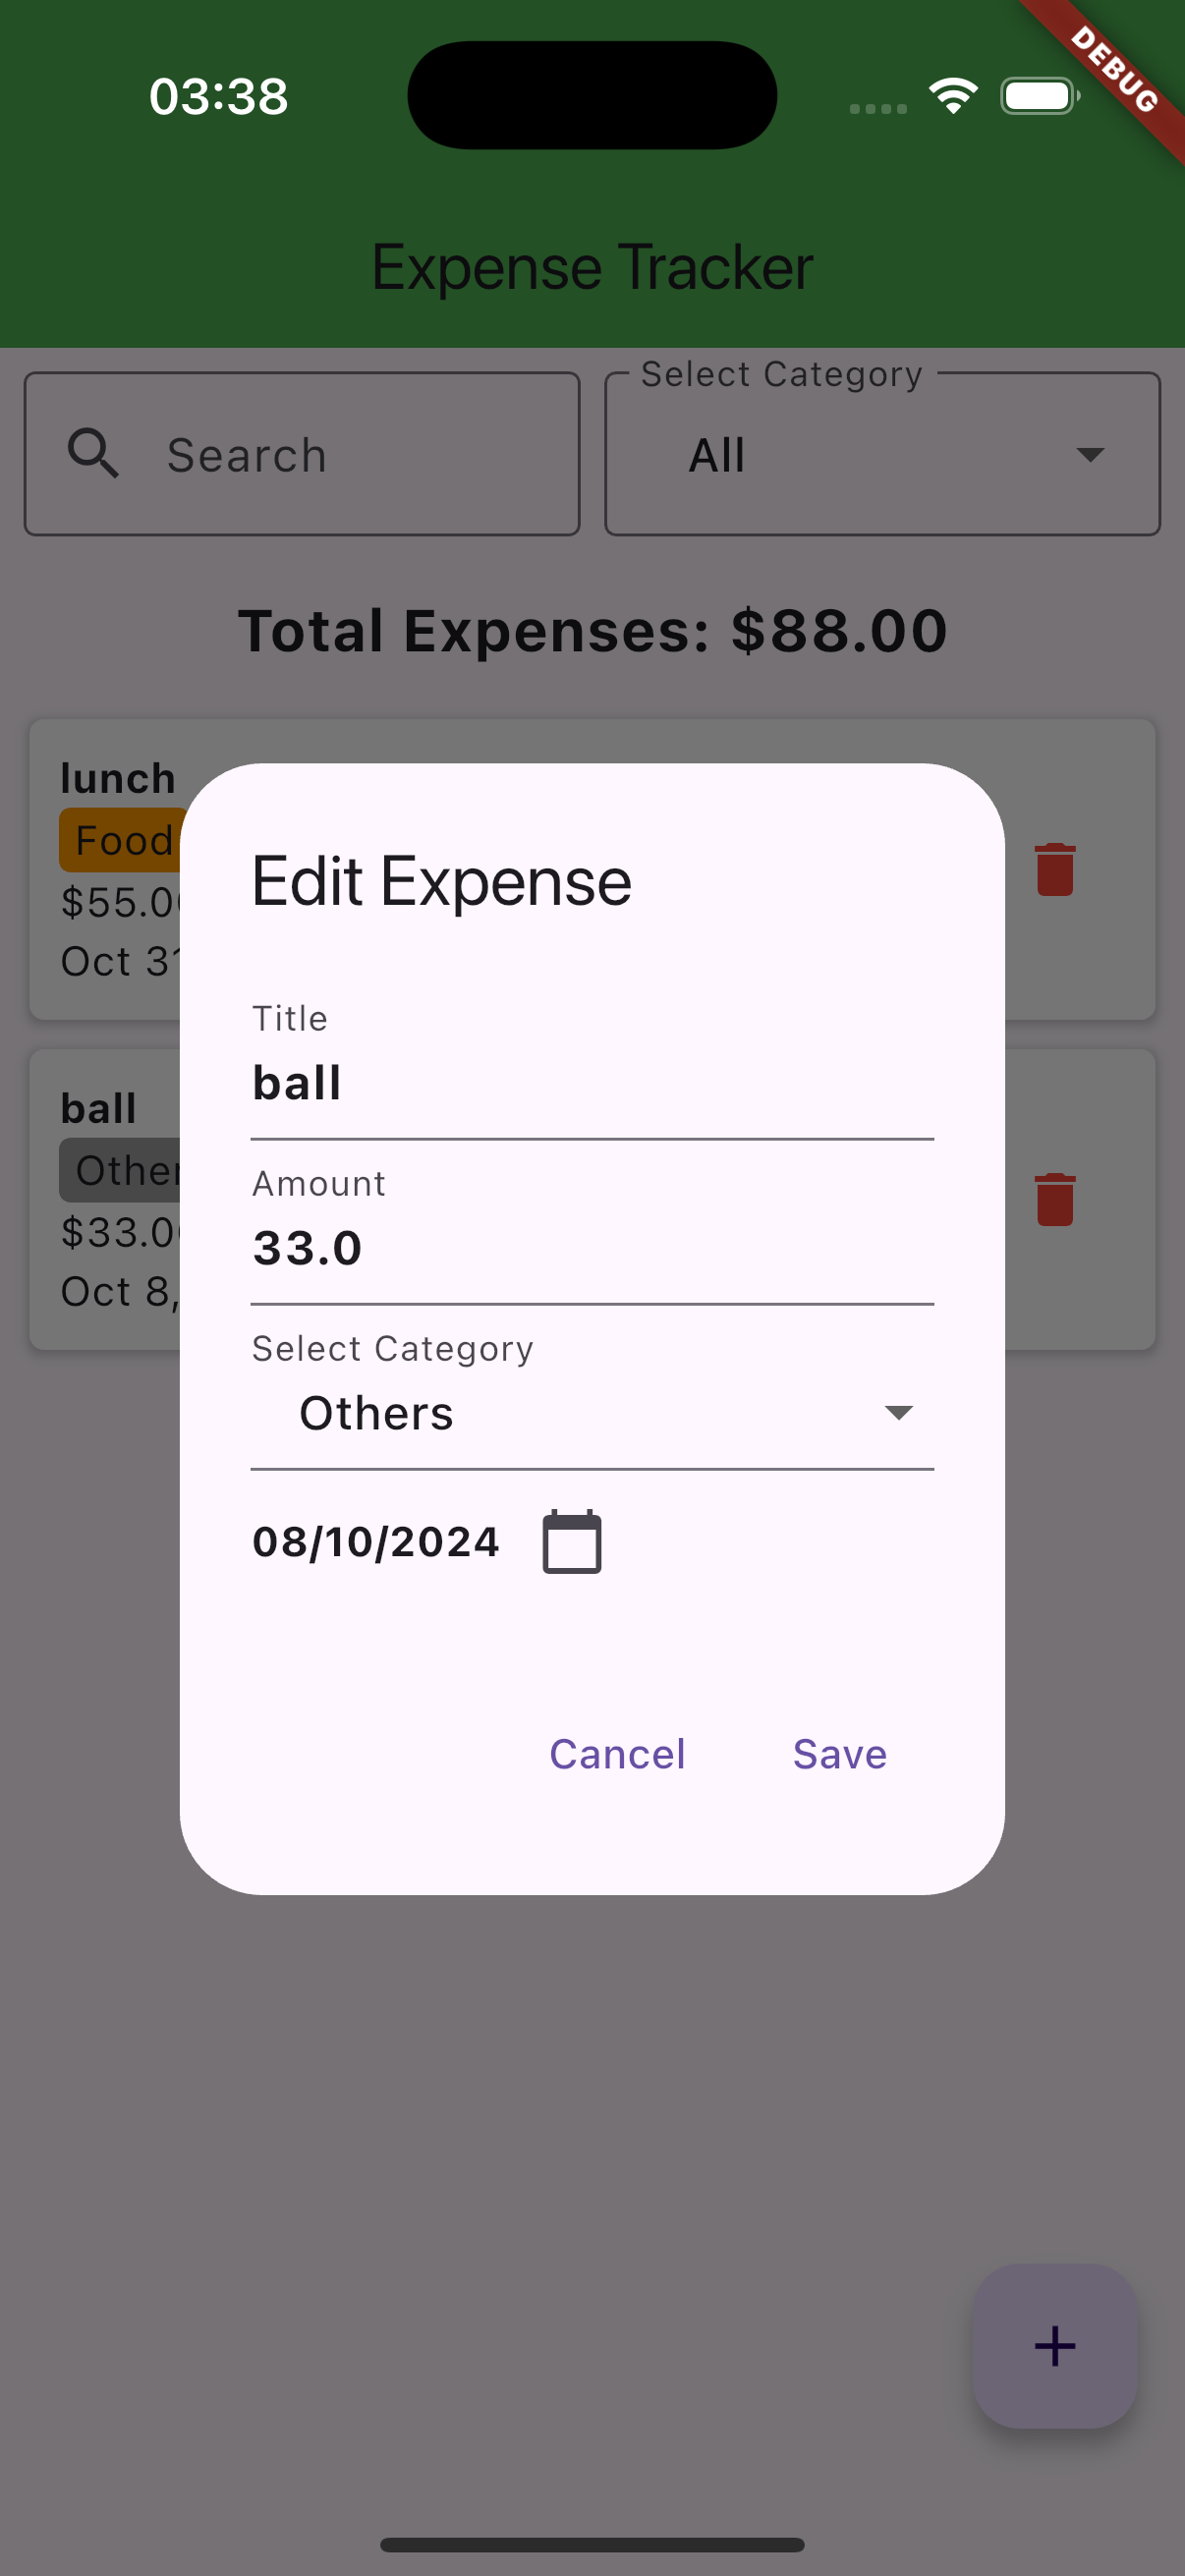 03:38
DEBUG
Expense Tracker
Select Category
Search
All
Total Expenses: $88.00
lunch
Food
$55.0
Oct 31
Edit Expense
Title
ball
ball
Other
Amount
$33.0
33.0
Oct 8,
Select Category
Others
08/10/2024
Cancel Save
+